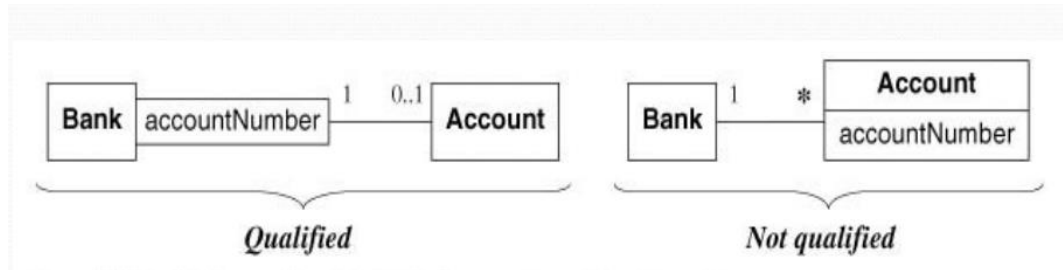 Bank accountNumber 1 0..1 Account
Qualified
Bank 1 * Account
accountNumber
Not qualified